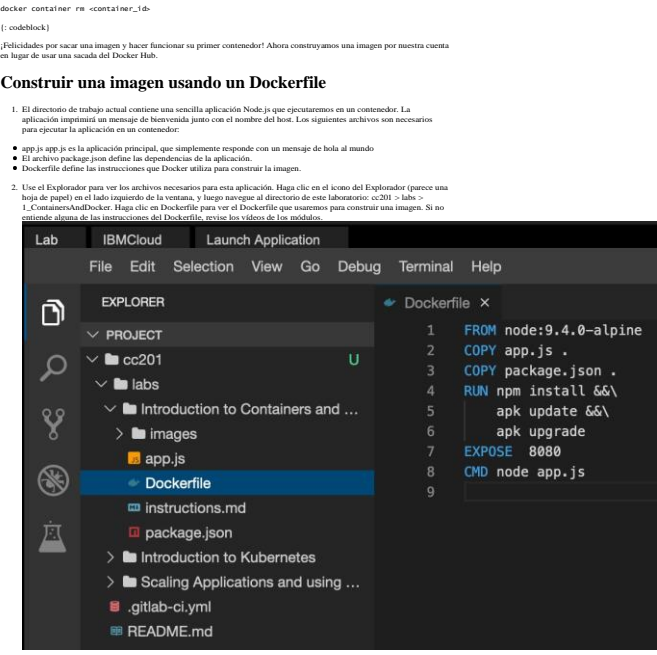 docker container rm <container_id>
{: codeblock}
¡Felicidades por sacar una imagen y hacer funcionar su primer contenedor! Ahora construyamos una imagen por nuestra cuenta
en lugar de usar una sacada del Docker Hub.
Construir una imagen usando un Dockerfile
1. El directorio de trabajo actual contiene una sencilla aplicación Node.js que ejecutaremos en un contenedor. La
aplicación imprimirá un mensaje de bienvenida junto con el nombre del host. Los siguientes archivos son necesarios
para ejecutar la aplicación en un contenedor:
● app.js app.js es la aplicación principal, que simplemente responde con un mensaje de hola al mundo
● El archivo package.json define las dependencias de la aplicación.
● Dockerfile define las instrucciones que Docker utiliza para construir la imagen.
2. Use el Explorador para ver los archivos necesarios para esta aplicación. Haga clic en el icono del Explorador (parece una
hoja de papel) en el lado izquierdo de la ventana, y luego navegue al directorio de este laboratorio: cc201 > labs >
1_ContainersAndDocker. Haga clic en Dockerfile para ver el Dockerfile que usaremos para construir una imagen. Si no
entiende alguna de las instrucciones del Dockerfile, revise los vídeos de los módulos.
Lab IBMCloud Launch Application
File Edit Selection View Go Debug Terminal Help
EXPLORER
PROJECT
cc201 U
labs
Introduction to Containers and ...
images
app.js
Dockerfile
instructions.md
package.json
Introduction to Kubernetes
Scaling Applications and using ...
.gitlab-ci.yml
README.md
Dockerfile ×
1 FROM node:9.4.0-alpine
2 COPY app.js .
3 COPY package.json .
4 RUN npm install &&\
5 apk update &&\
6 apk upgrade
7 EXPOSE 8080
8 CMD node app.js
9